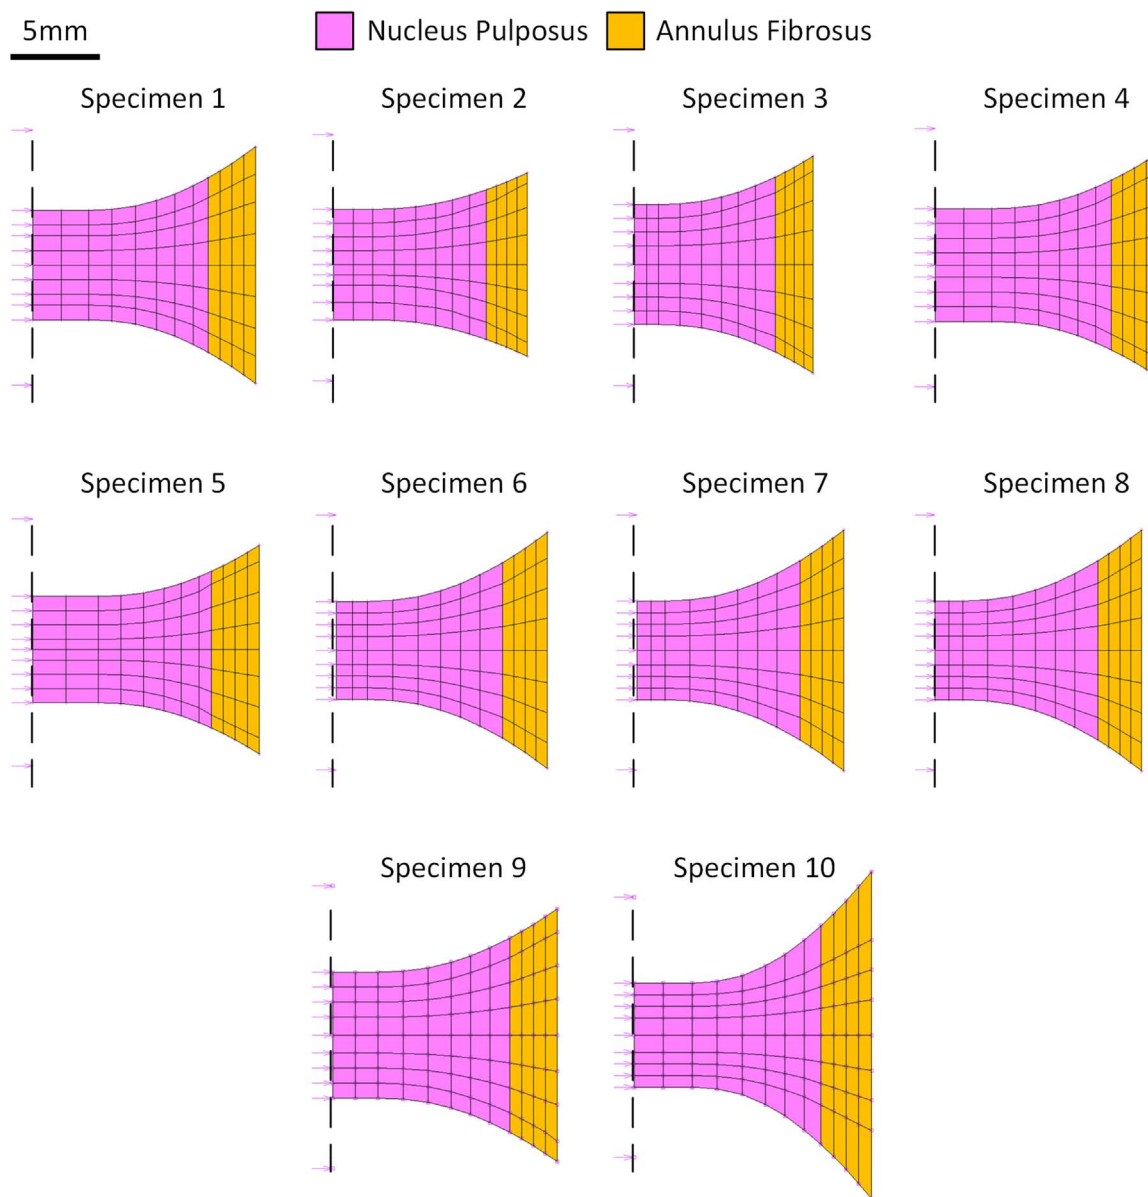 5mm
Nucleus Pulposus
Annulus Fibrosus
Specimen 1
Specimen 2
Specimen 3
Specimen 4
Specimen 5
Specimen 6
Specimen 7
Specimen 8
Specimen 9
Specimen 10